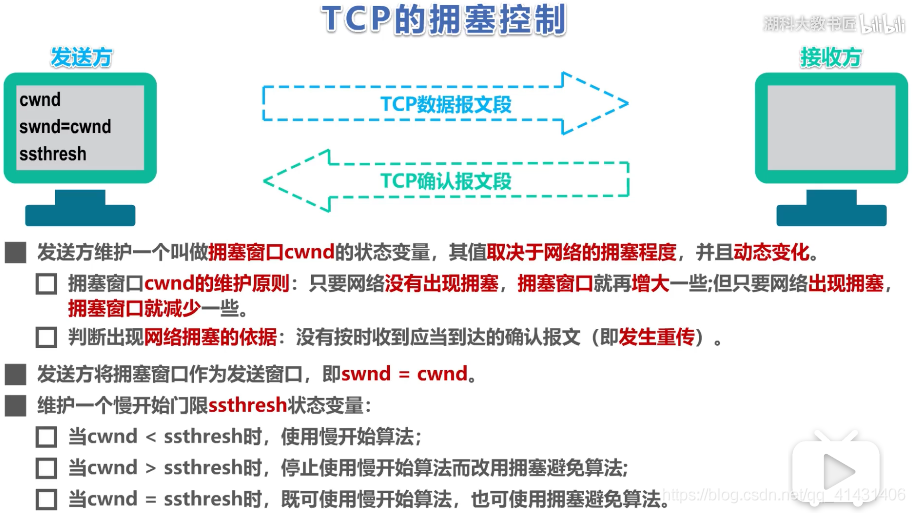 TCP的拥塞控制
湖科大教书匠 bilibili
发送方
接收方
cwnd
swnd=cwnd
ssthresh
TCP数据报文段
TCP确认报文段
发送方维护一个叫做拥塞窗口cwnd的状态变量，其值取决于网络的拥塞程度，并且动态变化。
拥塞窗口cwnd的维护原则：只要网络没有出现拥塞，拥塞窗口就再增大一些;但只要网络出现拥塞，
拥塞窗口就减少一些。
判断出现网络拥塞的依据：没有按时收到应当到达的确认报文（即发生重传）。
发送方将拥塞窗口作为发送窗口，即swnd = cwnd。
维护一个慢开始门限ssthresh状态变量：
当cwnd < ssthresh时，使用慢开始算法；
当cwnd > ssthresh时，停止使用慢开始算法而改用拥塞避免算法;
当cwnd = ssthresh时，既可使用慢开始算法，也可使用拥塞避免算法。
https://blog.csdn.net/qq_41431406